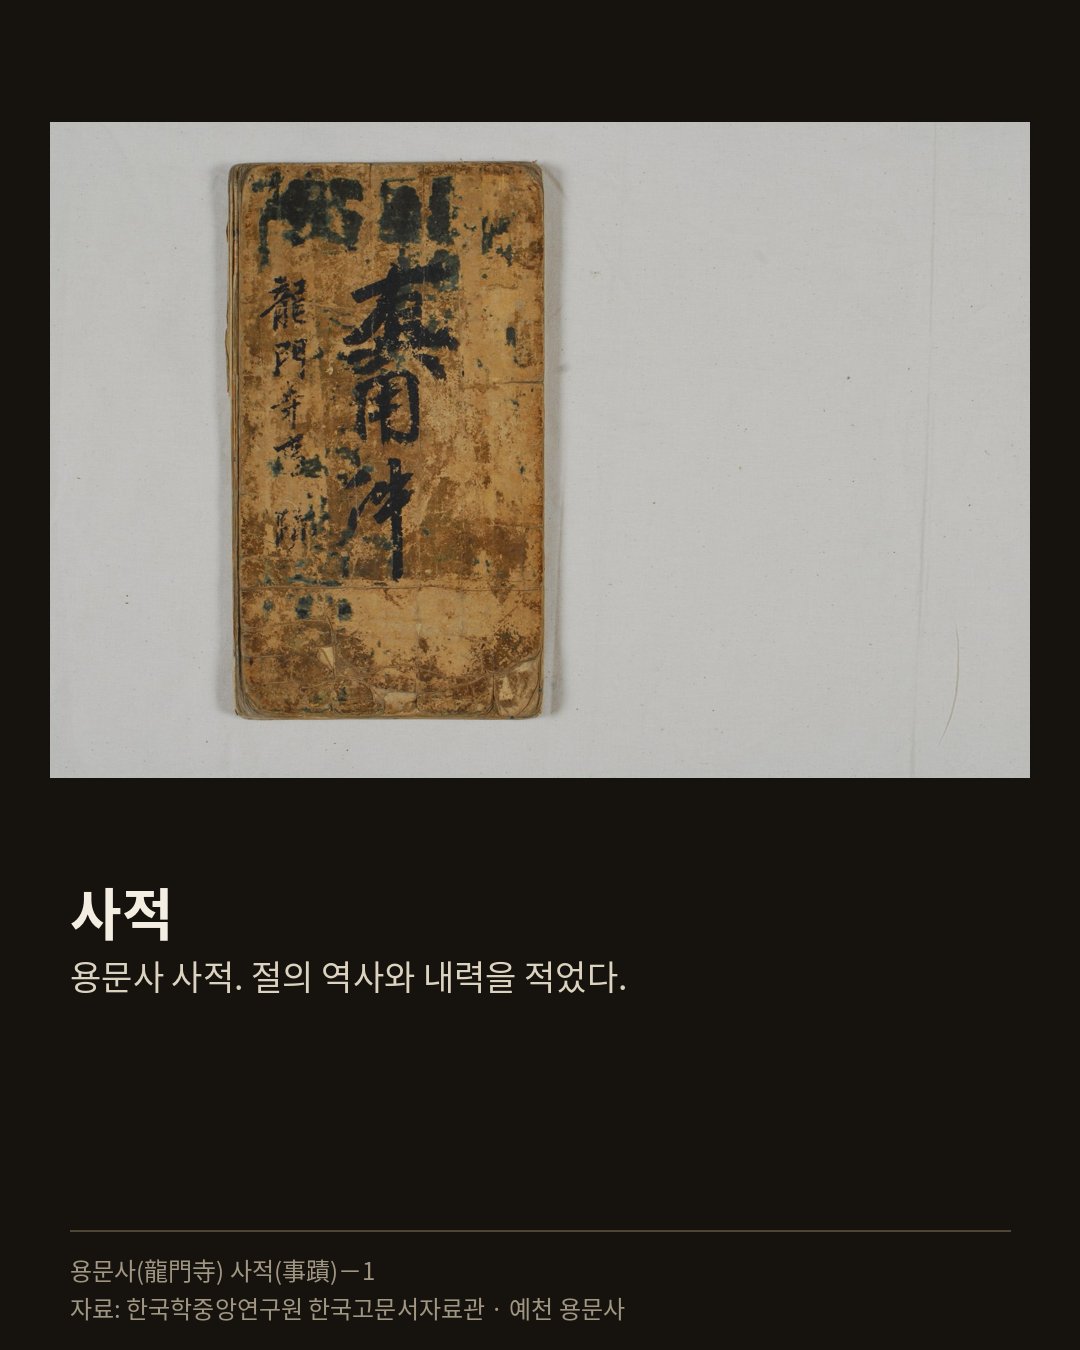 龍門寺
用
사적
용문사 사적. 절의 역사와 내력을 적었다.
용문사(龍門寺) 사적(事蹟)－1
자료: 한국학중앙연구원 한국고문서자료관 · 예천 용문사